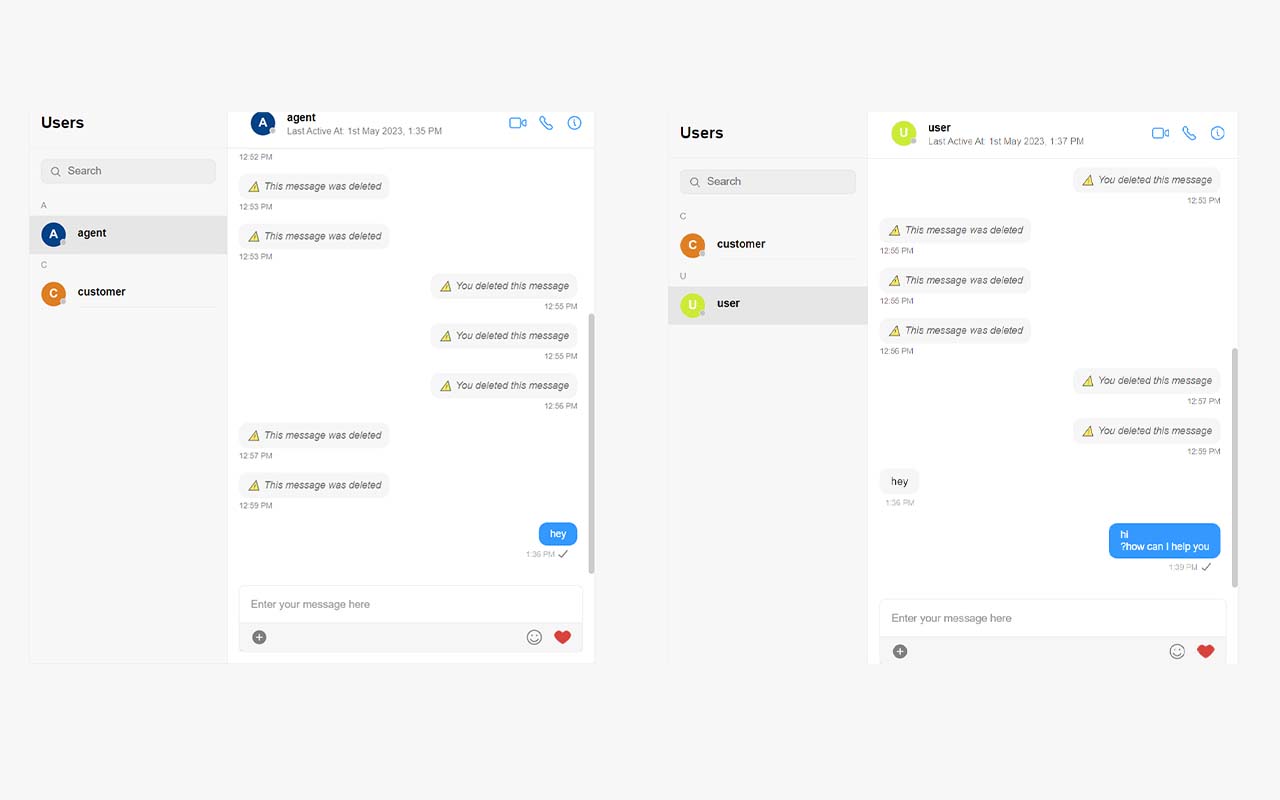 Users
Search
A
A agent
C
C customer
A agent
Last Active At: 1st May 2023, 1:35 PM
12:52 PM
This message was deleted
12:53 PM
This message was deleted
12:53 PM
You deleted this message
12:55 PM
You deleted this message
12:55 PM
You deleted this message
12:56 PM
This message was deleted
12:57 PM
This message was deleted
12:59 PM
hey
1:36 PM
Enter your message here
Users
Search
C
C customer
U
U user
U user
Last Active At: 1st May 2023, 1:37 PM
You deleted this message
12:53 PM
This message was deleted
12:55 PM
This message was deleted
12:55 PM
This message was deleted
12:56 PM
You deleted this message
12:57 PM
You deleted this message
12:59 PM
hey
1:36 PM
hi
?how can I help you
1:39 PM
Enter your message here